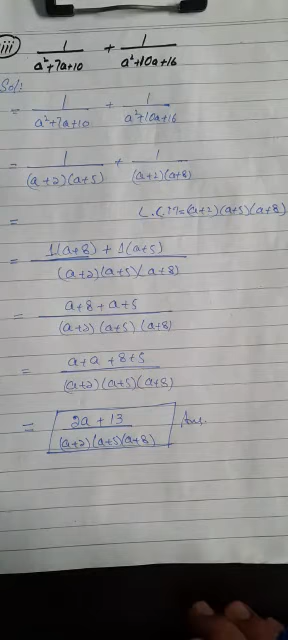 iii) 1/(a²+7a+10) + 1/(a²+10a+16)
Sol:
= 1/(a²+7a+10) + 1/(a²+10a+16)
= 1/((a+2)(a+5)) + 1/((a+2)(a+8))
= L.C.M=(a+2)(a+5)(a+8)
= (1(a+8) + 1(a+5))/((a+2)(a+5)(a+8))
= (a+8+a+5)/((a+2)(a+5)(a+8))
= (a+a+8+5)/((a+2)(a+5)(a+8))
= (2a+13)/((a+2)(a+5)(a+8)) Ans.